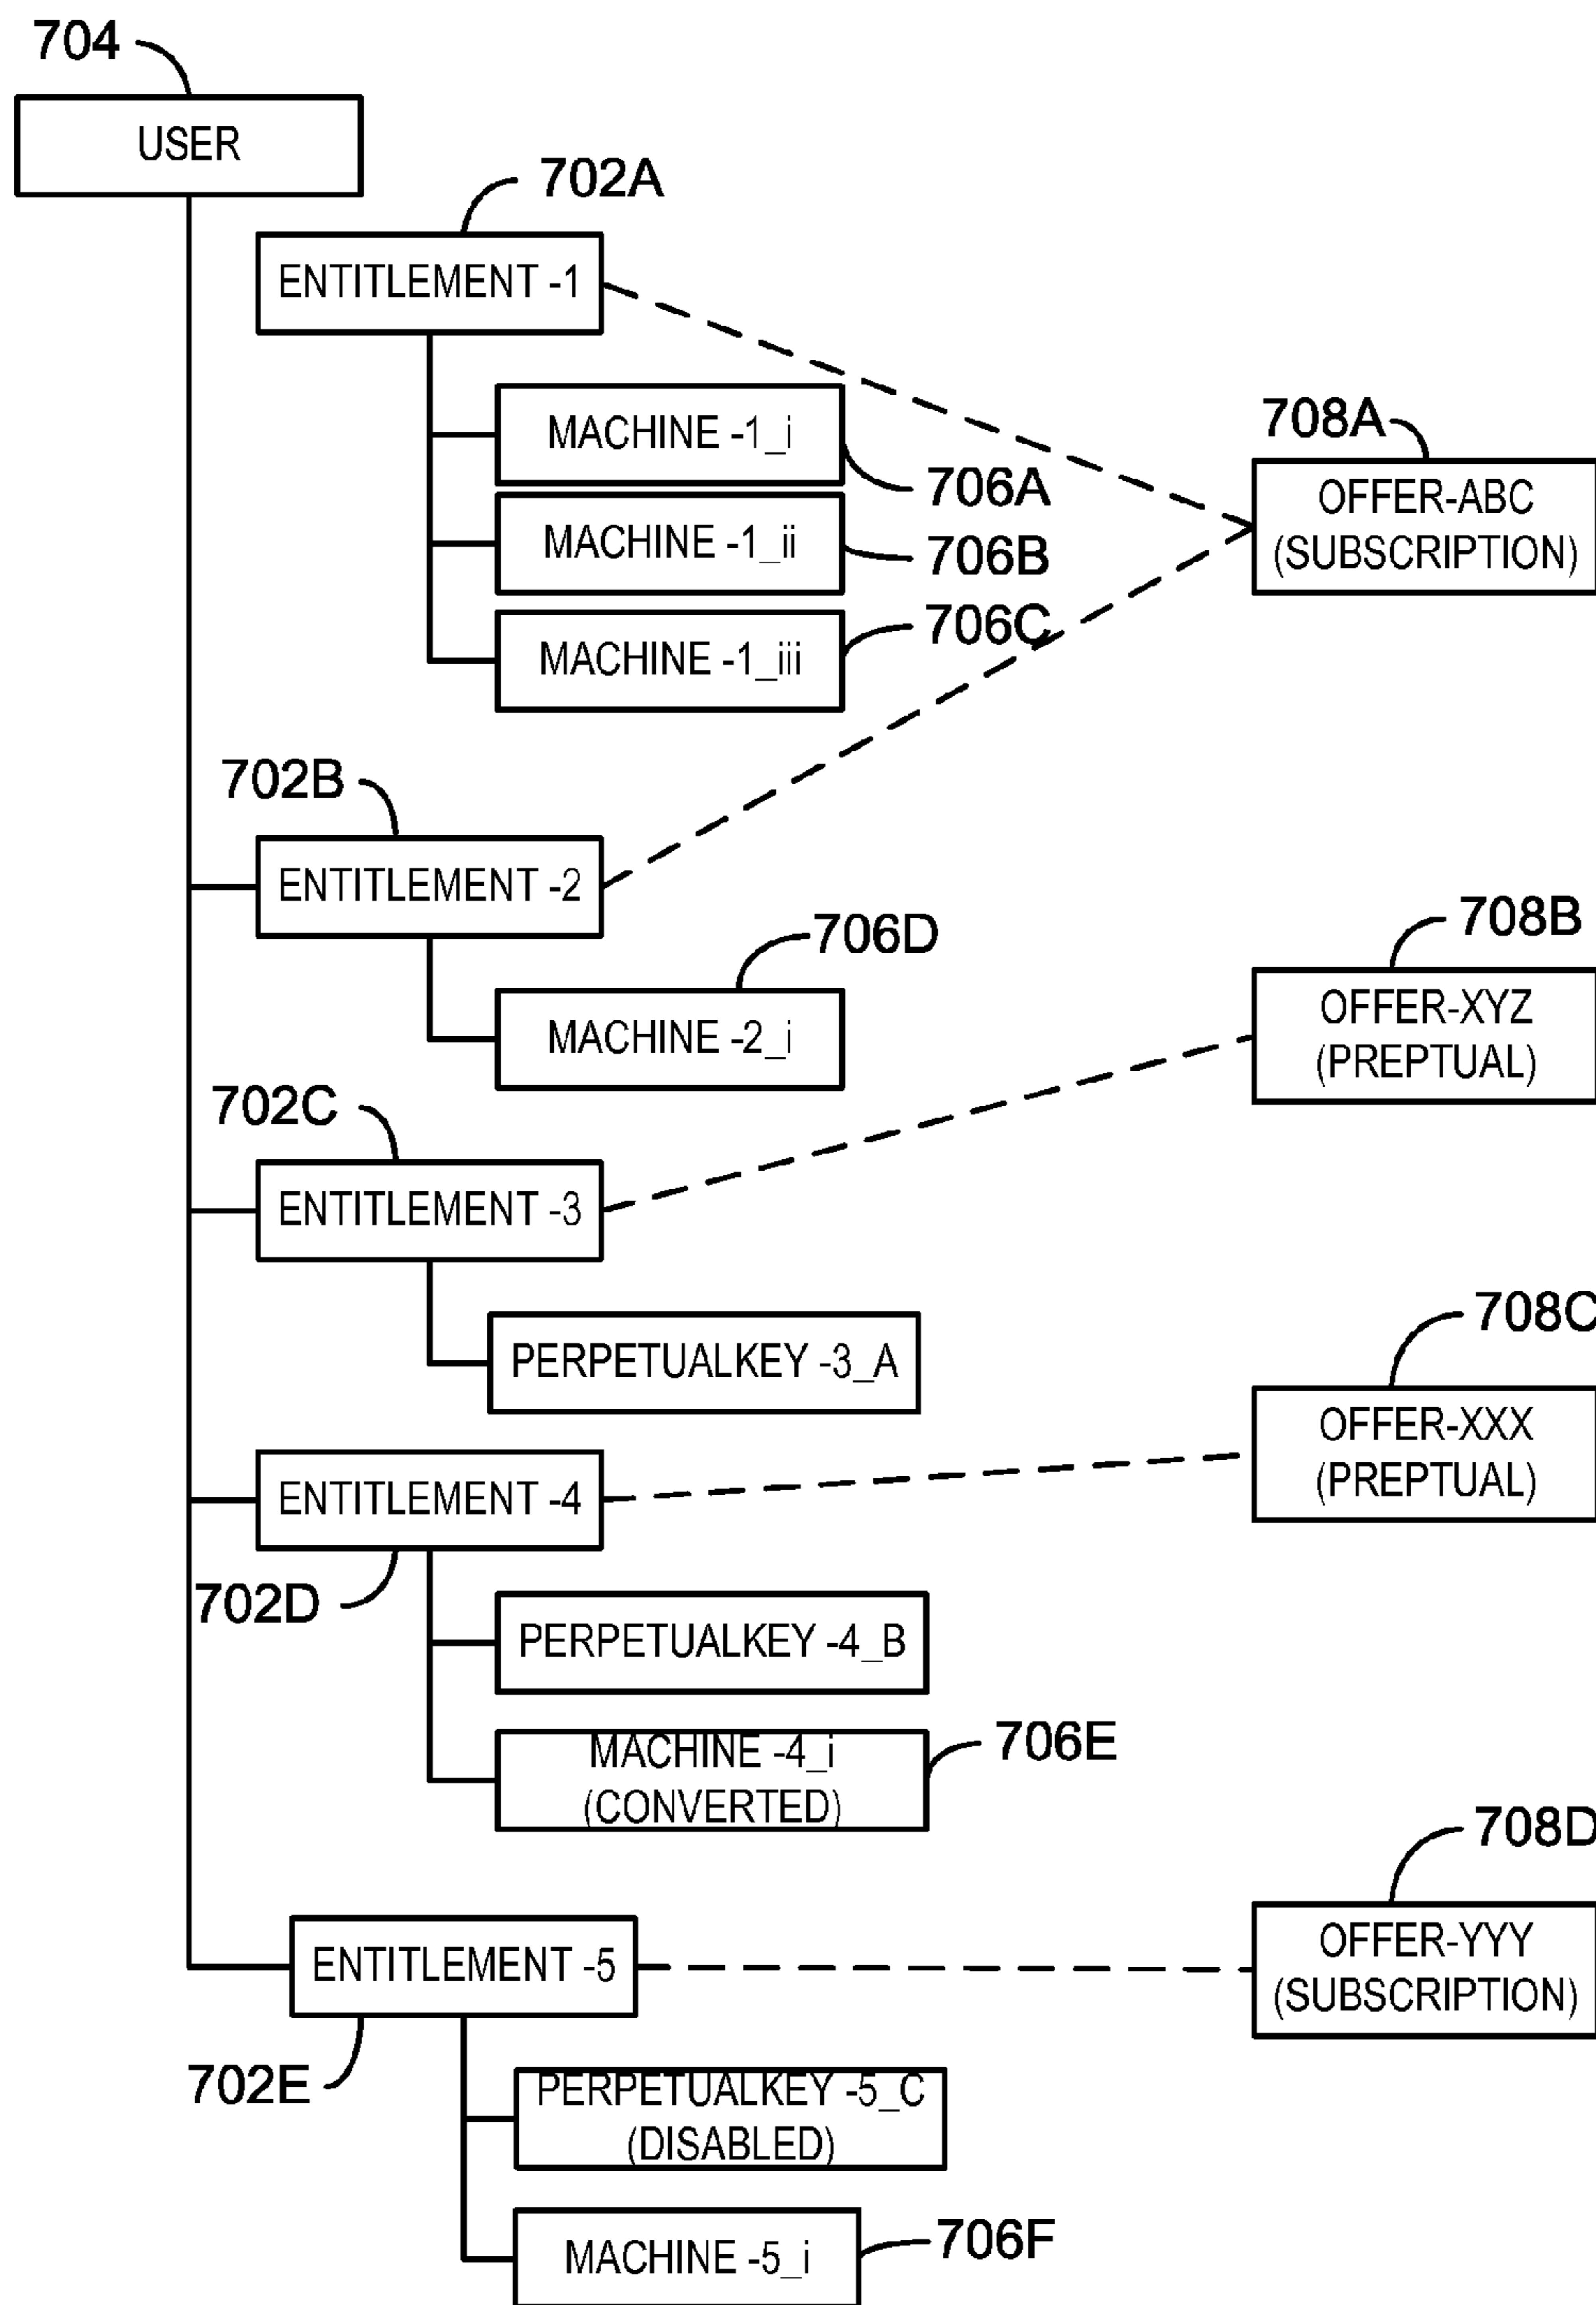 704
USER
702A
ENTITLEMENT -1
MACHINE -1_i
706A
MACHINE -1_ii
706B
MACHINE -1_iii
706C
708A
OFFER-ABC
(SUBSCRIPTION)
702B
ENTITLEMENT -2
706D
MACHINE -2_i
708B
OFFER-XYZ
(PREPTUAL)
702C
ENTITLEMENT -3
PERPETUALKEY -3_A
708C
OFFER-XXX
(PREPTUAL)
ENTITLEMENT -4
702D
PERPETUALKEY -4_B
MACHINE -4_i
(CONVERTED)
706E
708D
OFFER-YYY
(SUBSCRIPTION)
ENTITLEMENT -5
702E
PERPETUALKEY -5_C
(DISABLED)
MACHINE -5_i
706F